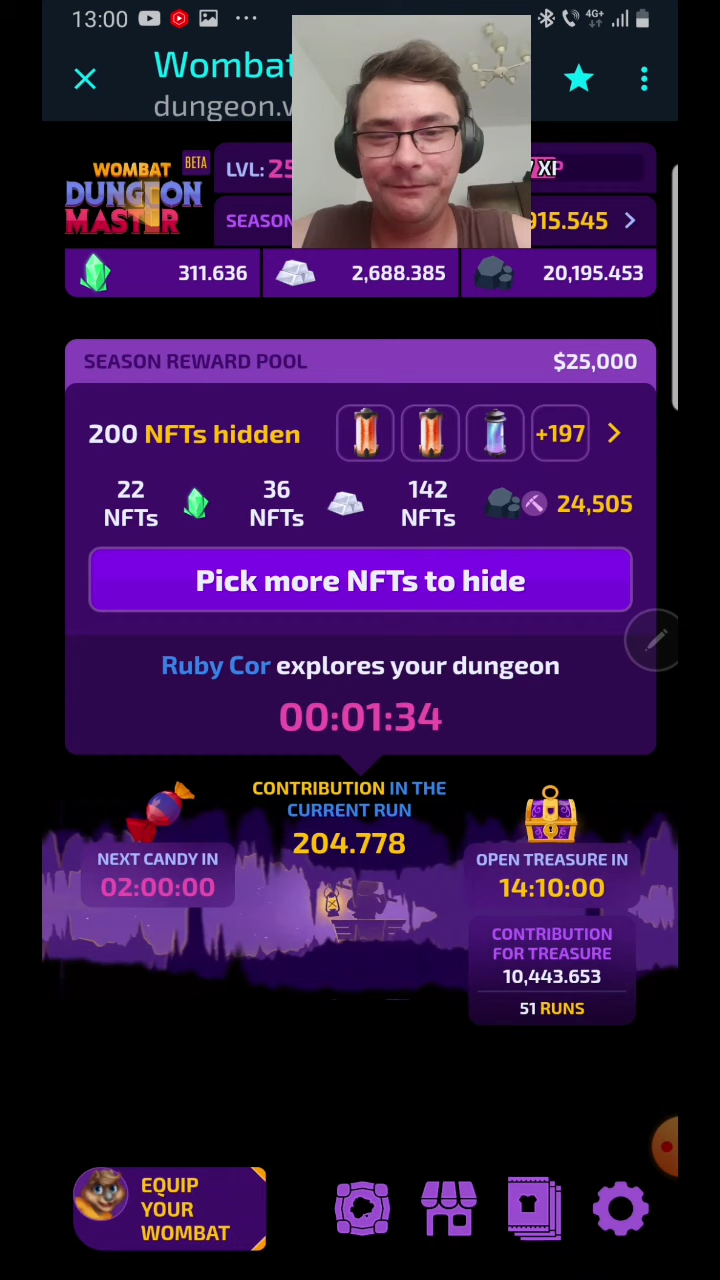 13:00
4G+
Wombat
dungeon.
WOMBAT
BETA
DUNGEON
MASTER
LVL: 25
XP
SEASON
915.545
311.636
2,688.385
20,195.453
SEASON REWARD POOL
$25,000
200 NFTs hidden
+197
22
NFTs
36
NFTs
142
NFTs
24,505
Pick more NFTs to hide
Ruby Cor explores your dungeon
00:01:34
CONTRIBUTION IN THE
CURRENT RUN
204.778
NEXT CANDY IN
02:00:00
OPEN TREASURE IN
14:10:00
CONTRIBUTION
FOR TREASURE
10,443.653
51 RUNS
EQUIP
YOUR
WOMBAT